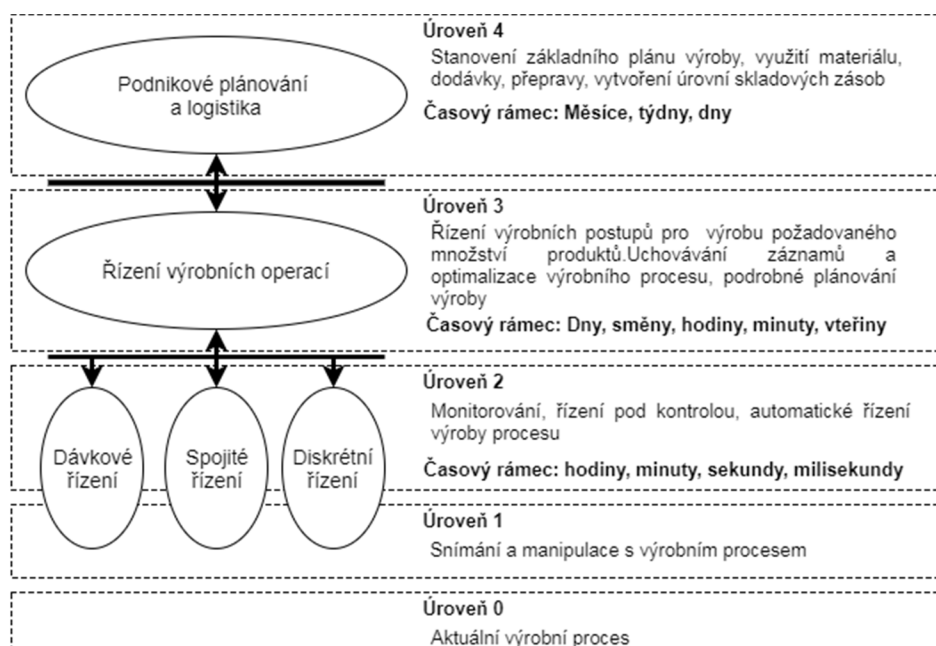 Podnikové plánování
a logistika
Úroveň 4
Stanovení základního plánu výroby, využití materiálu,
dodávky, přepravy, vytvoření úrovní skladových zásob
Časový rámec: Měsíce, týdny, dny
Řízení výrobních operací
Úroveň 3
Řízení výrobních postupů pro výrobu požadovaného
množství produktů.Uchovávání záznamů a
optimalizace výrobního procesu, podrobné plánování
výroby
Časový rámec: Dny, směny, hodiny, minuty, vteřiny
Dávkové
řízení
Spojité
řízení
Diskrétní
řízení
Úroveň 2
Monitorování, řízení pod kontrolou, automatické řízení
výroby procesu
Časový rámec: hodiny, minuty, sekundy, milisekundy
Úroveň 1
Snímání a manipulace s výrobním procesem
Úroveň 0
Aktuální výrobní proces